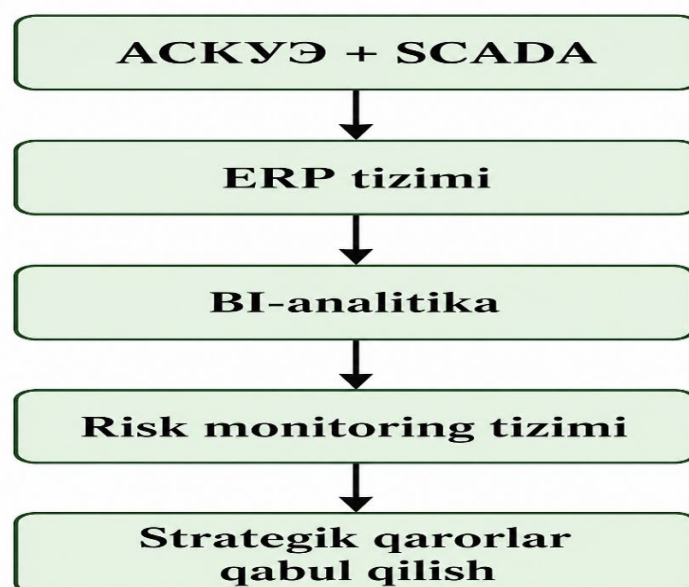 АСКУЭ + SCADA
ERP tizimi
BI-analitika
Risk monitoring tizimi
Strategik qarorlar
qabul qilish